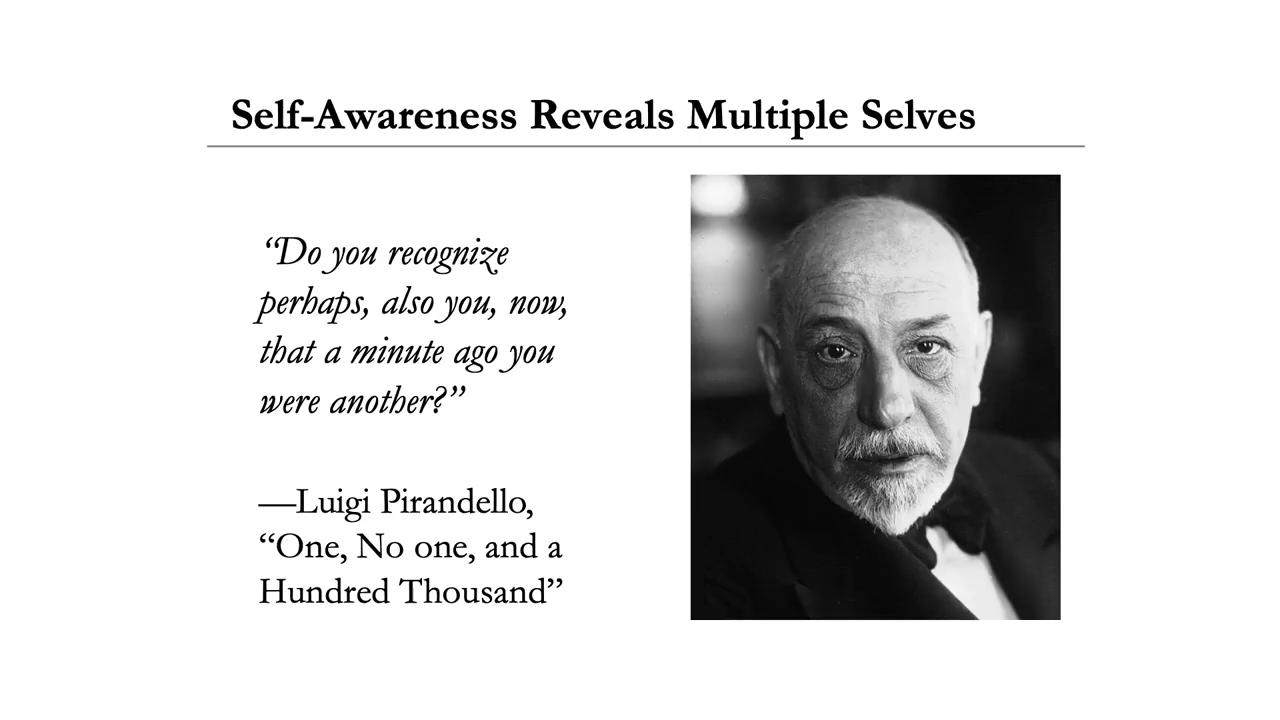 Self-Awareness Reveals Multiple Selves
“Do you recognize
perhaps, also you, now,
that a minute ago you
were another?”
—Luigi Pirandello,
“One, No one, and a
Hundred Thousand”